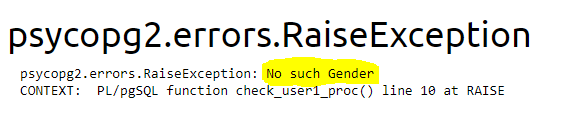 psycopg2.errors.RaiseException
psycopg2.errors.RaiseException: No such Gender
CONTEXT:  PL/pgSQL function check_user1_proc() line 10 at RAISE